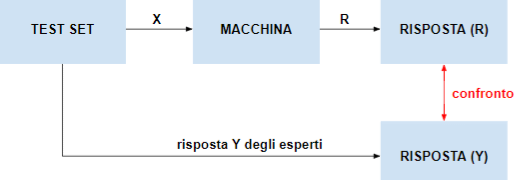 X
R
TEST SET
MACCHINA
RISPOSTA (R)
confronto
risposta Y degli esperti
RISPOSTA (Y)